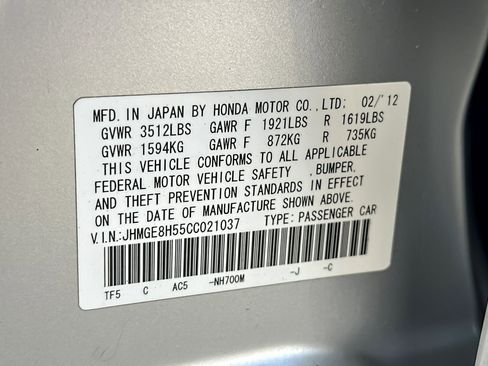 MFD. IN JAPAN BY HONDA MOTOR CO.,LTD: 02/'12
GVWR 3512LBS GAWR F 1921LBS R 1619LBS
GVWR 1594KG GAWR F 872KG R 735KG
THIS VEHICLE CONFORMS TO ALL APPLICABLE
FEDERAL MOTOR VEHICLE SAFETY ,BUMPER,
AND THEFT PREVENTION STANDARDS IN EFFECT
ON THE DATE OF MANUFACTURE SHOWN ABOVE.
V.I.N:JHMGE8H55CC021037 TYPE: PASSENGER CAR
TF5 C AC5 -NH700M -J -C